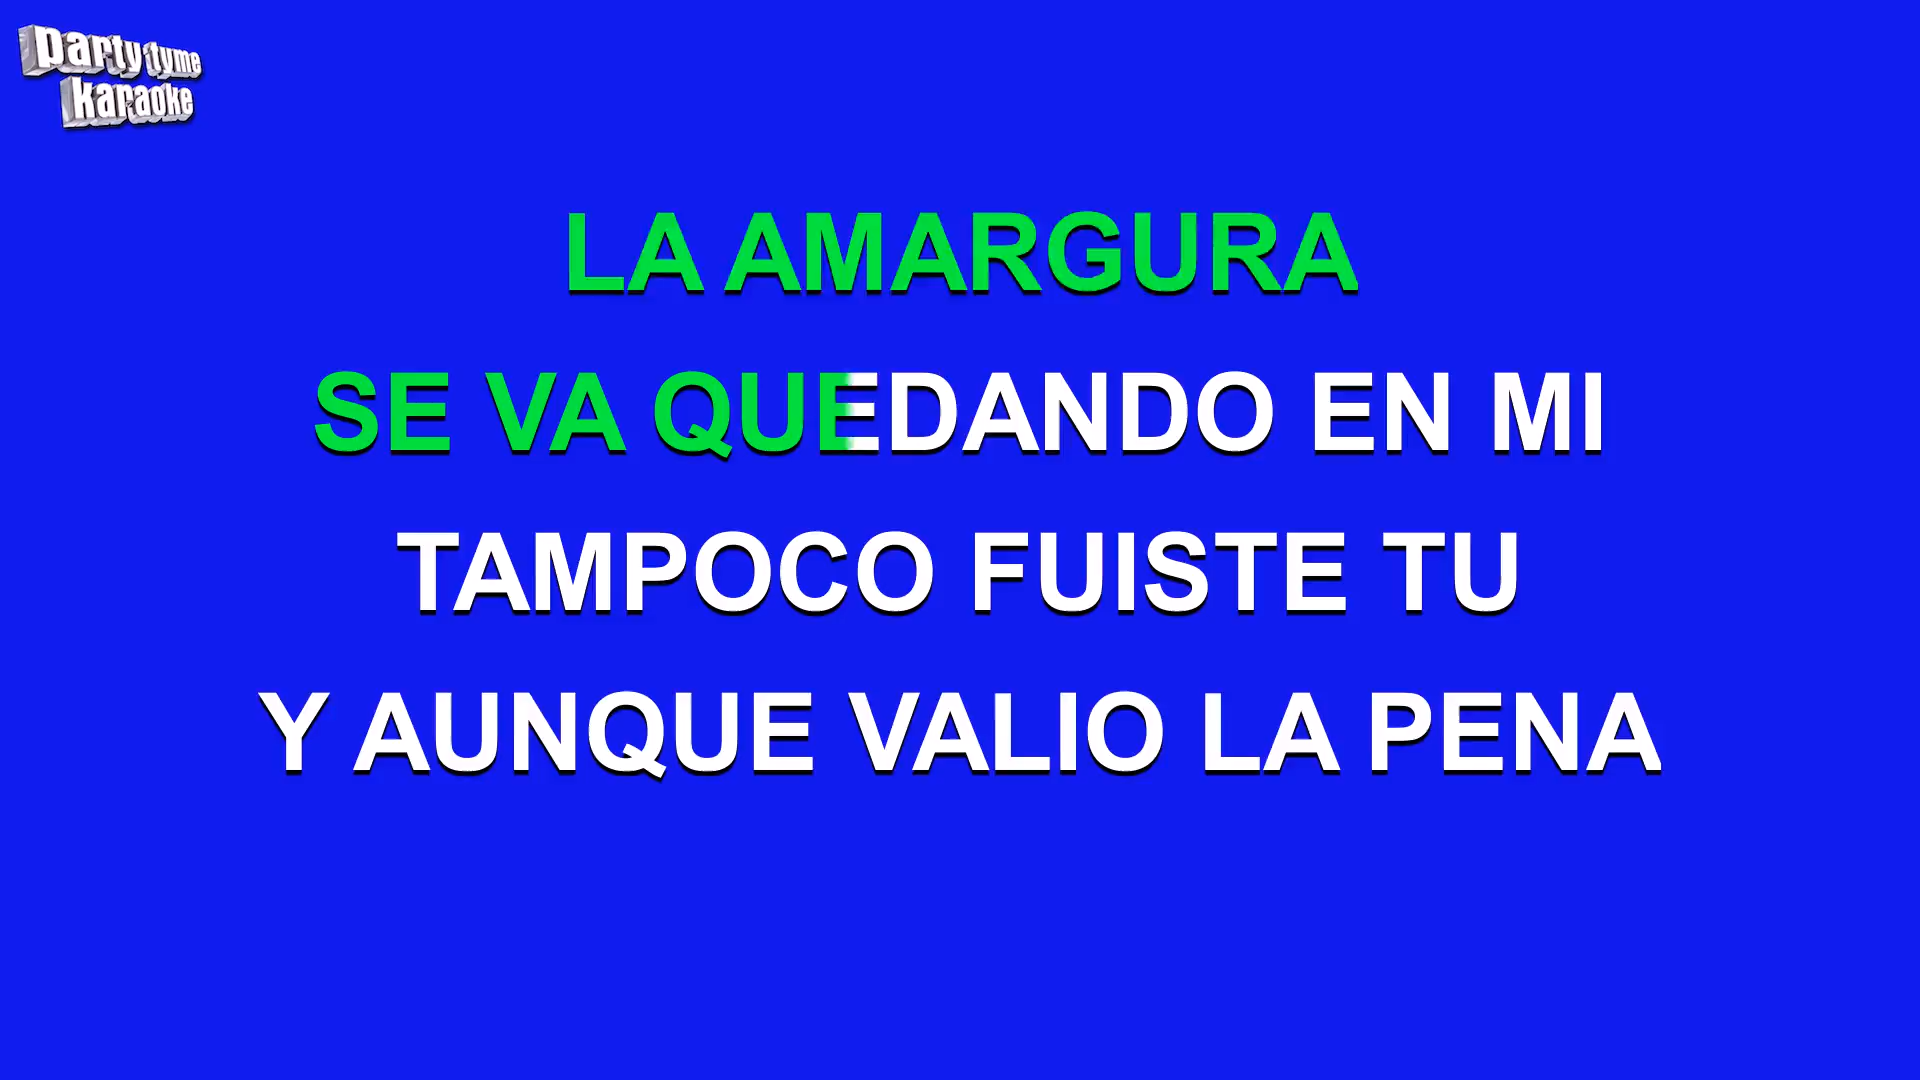 party tyme
karaoke
LA AMARGURA
SE VA QUEDANDO EN MI
TAMPOCO FUISTE TU
Y AUNQUE VALIO LA PENA